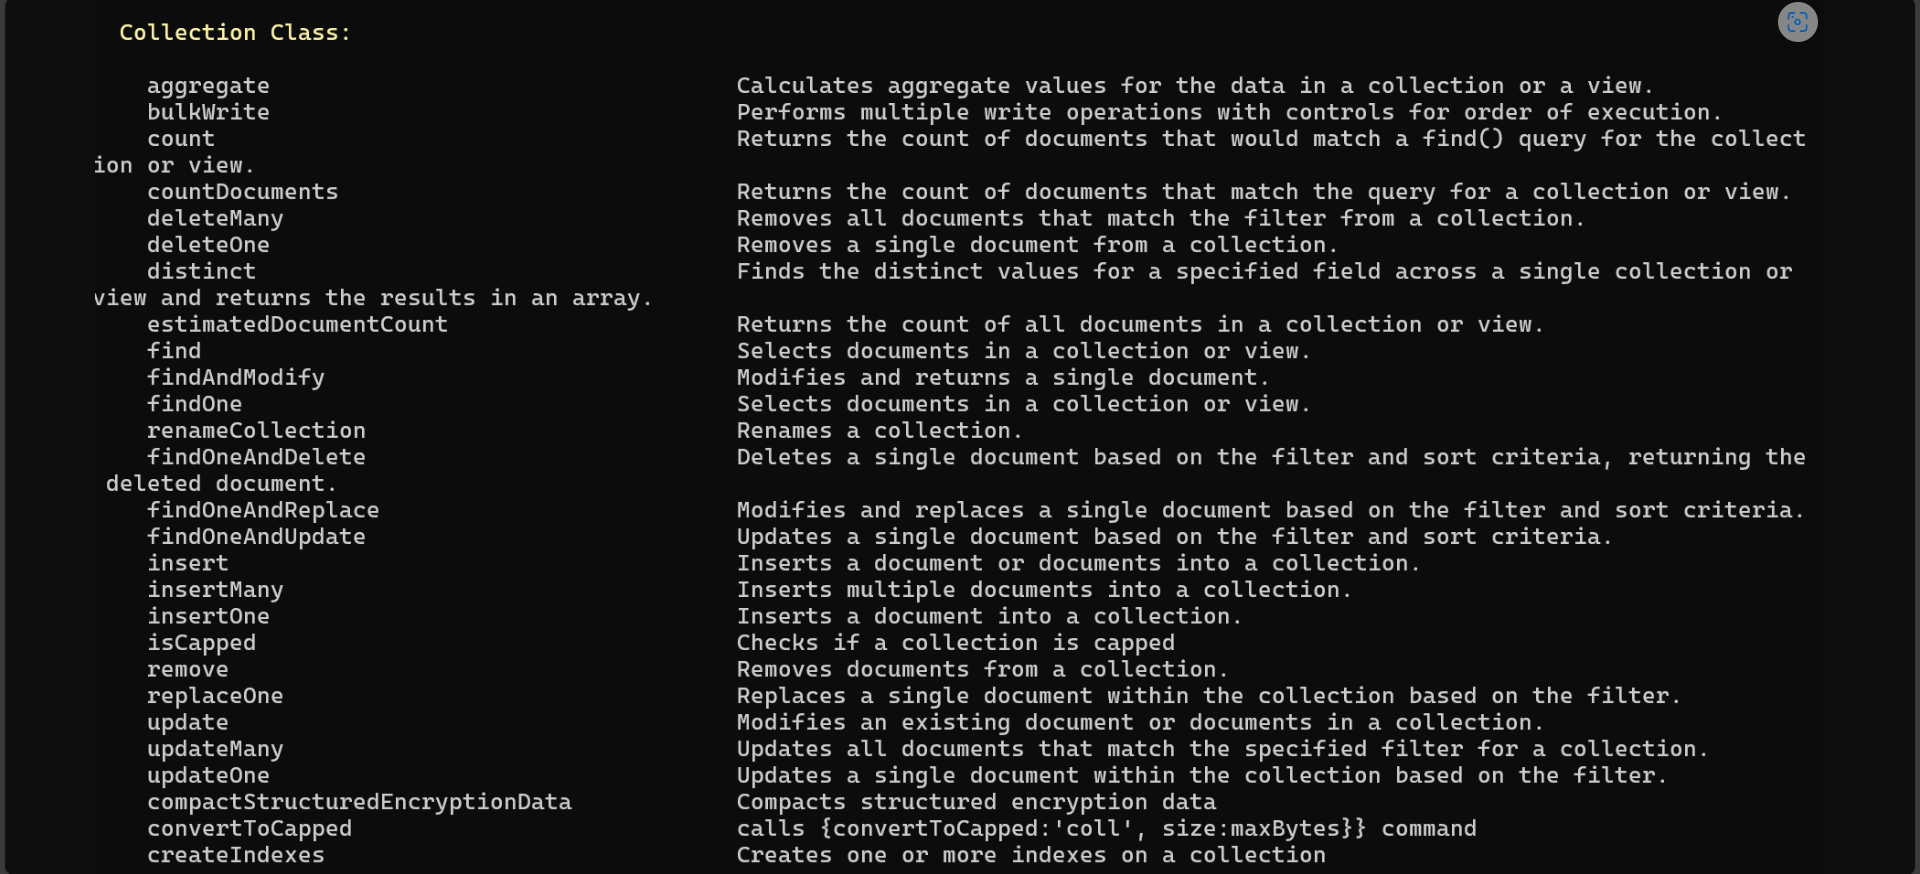 Collection Class:
aggregate Calculates aggregate values for the data in a collection or a view.
bulkWrite Performs multiple write operations with controls for order of execution.
count Returns the count of documents that would match a find() query for the collect
ion or view.
countDocuments Returns the count of documents that match the query for a collection or view.
deleteMany Removes all documents that match the filter from a collection.
deleteOne Removes a single document from a collection.
distinct Finds the distinct values for a specified field across a single collection or
view and returns the results in an array.
estimatedDocumentCount Returns the count of all documents in a collection or view.
find Selects documents in a collection or view.
findAndModify Modifies and returns a single document.
findOne Selects documents in a collection or view.
renameCollection Renames a collection.
findOneAndDelete Deletes a single document based on the filter and sort criteria, returning the
deleted document.
findOneAndReplace Modifies and replaces a single document based on the filter and sort criteria.
findOneAndUpdate Updates a single document based on the filter and sort criteria.
insert Inserts a document or documents into a collection.
insertMany Inserts multiple documents into a collection.
insertOne Inserts a document into a collection.
isCapped Checks if a collection is capped
remove Removes documents from a collection.
replaceOne Replaces a single document within the collection based on the filter.
update Modifies an existing document or documents in a collection.
updateMany Updates all documents that match the specified filter for a collection.
updateOne Updates a single document within the collection based on the filter.
compactStructuredEncryptionData Compacts structured encryption data
convertToCapped calls {convertToCapped:'coll', size:maxBytes}} command
createIndexes Creates one or more indexes on a collection